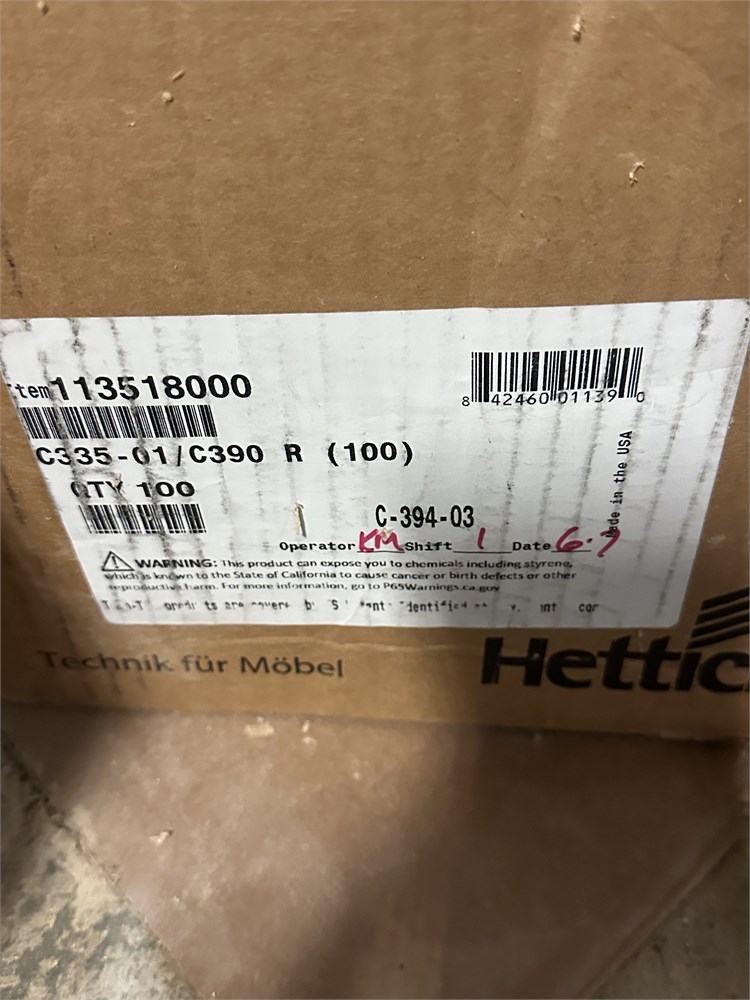 tem 113518000
8 42460 01139 0
C335-01/C390 R (100)
QTY 100
C-394-03
Made in the USA
Operator KM Shift 1 Date 6-7
WARNING: This product can expose you to chemicals including styrene,
which is known to the State of California to cause cancer or birth defects or other
reproductive harm. For more information, go to P65Warnings.ca.gov
Technik für Möbel
Hettic